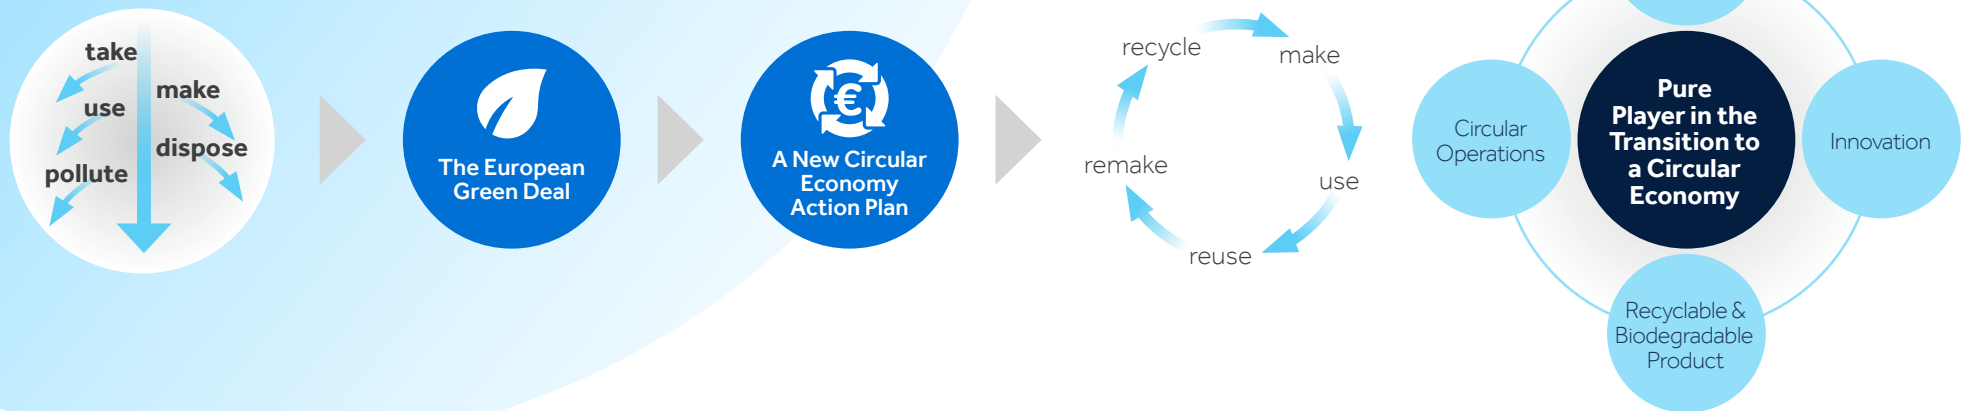 take
make
use
dispose
pollute
The European
Green Deal
€
A New Circular
Economy
Action Plan
recycle
make
use
reuse
remake
Circular
Operations
Pure
Player in the
Transition to
a Circular
Economy
Innovation
Recyclable &
Biodegradable
Product